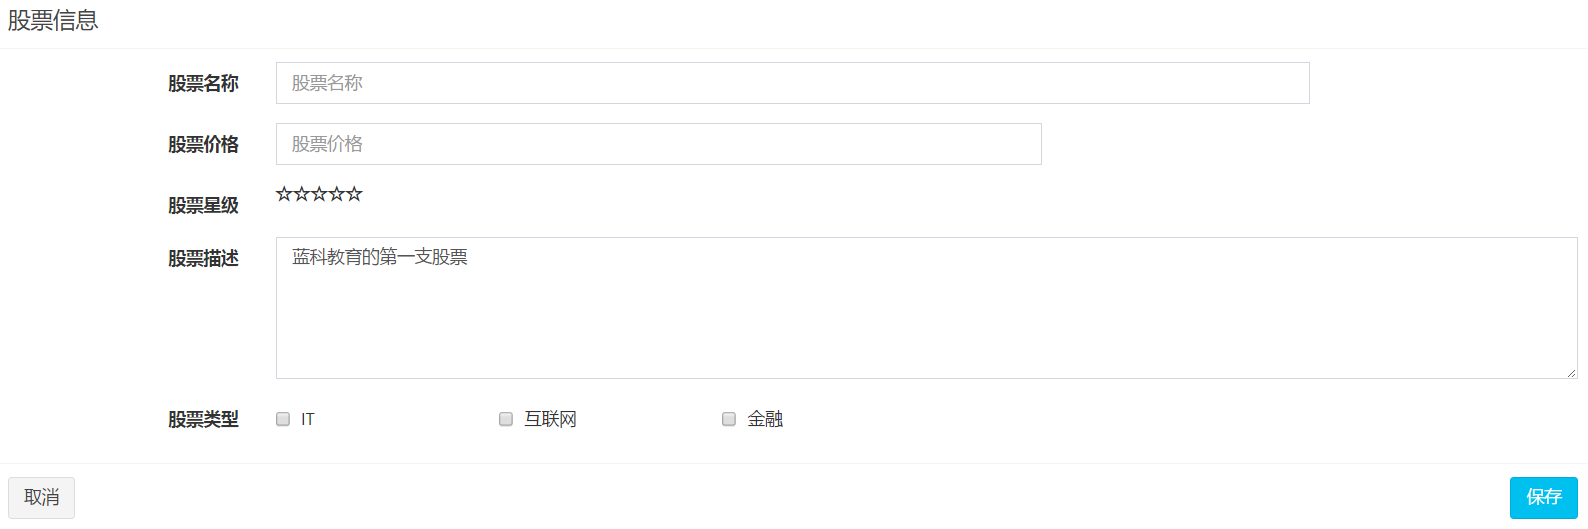 股票信息
股票名称 股票名称
股票价格 股票价格
股票星级 ☆☆☆☆☆
股票描述 蓝科教育的第一支股票
股票类型 IT 互联网 金融
取消 保存